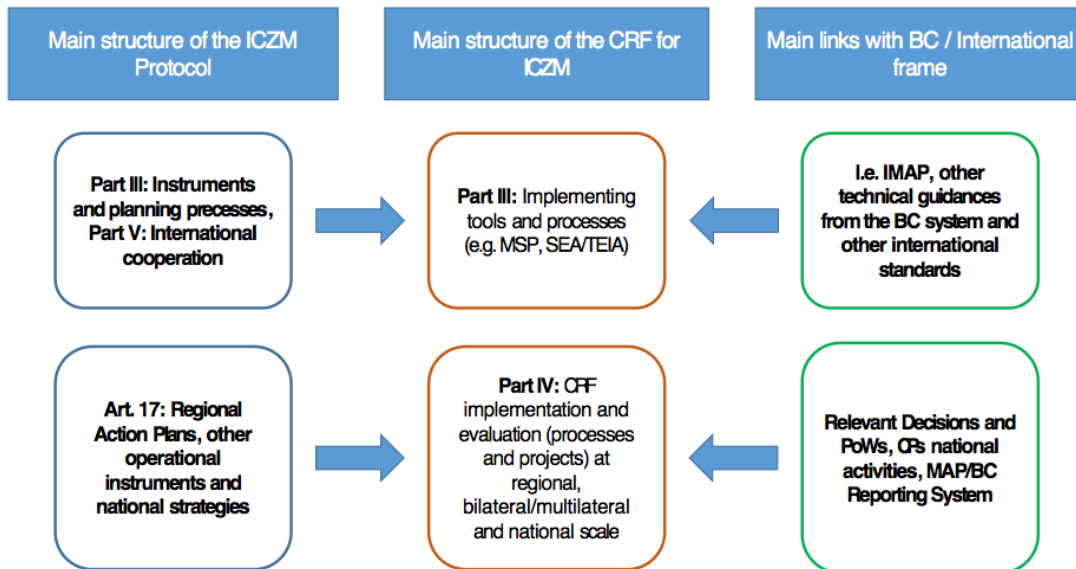 Main structure of the ICZM
Protocol
Main structure of the CRF for
ICZM
Main links with BC / International
frame
Part III: Instruments
and planning precesses,
Part V: International
cooperation
Part III: Implementing
tools and processes
(e.g. MSP, SEA/TEIA)
I.e. IMAP, other
technical guidances
from the BC system and
other international
standards
Art. 17: Regional
Action Plans, other
operational
instruments and
national strategies
Part IV: CRF
implementation and
evaluation (processes
and projects) at
regional,
bilateral/multilateral
and national scale
Relevant Decisions and
PoWs, CPs national
activities, MAP/BC
Reporting System